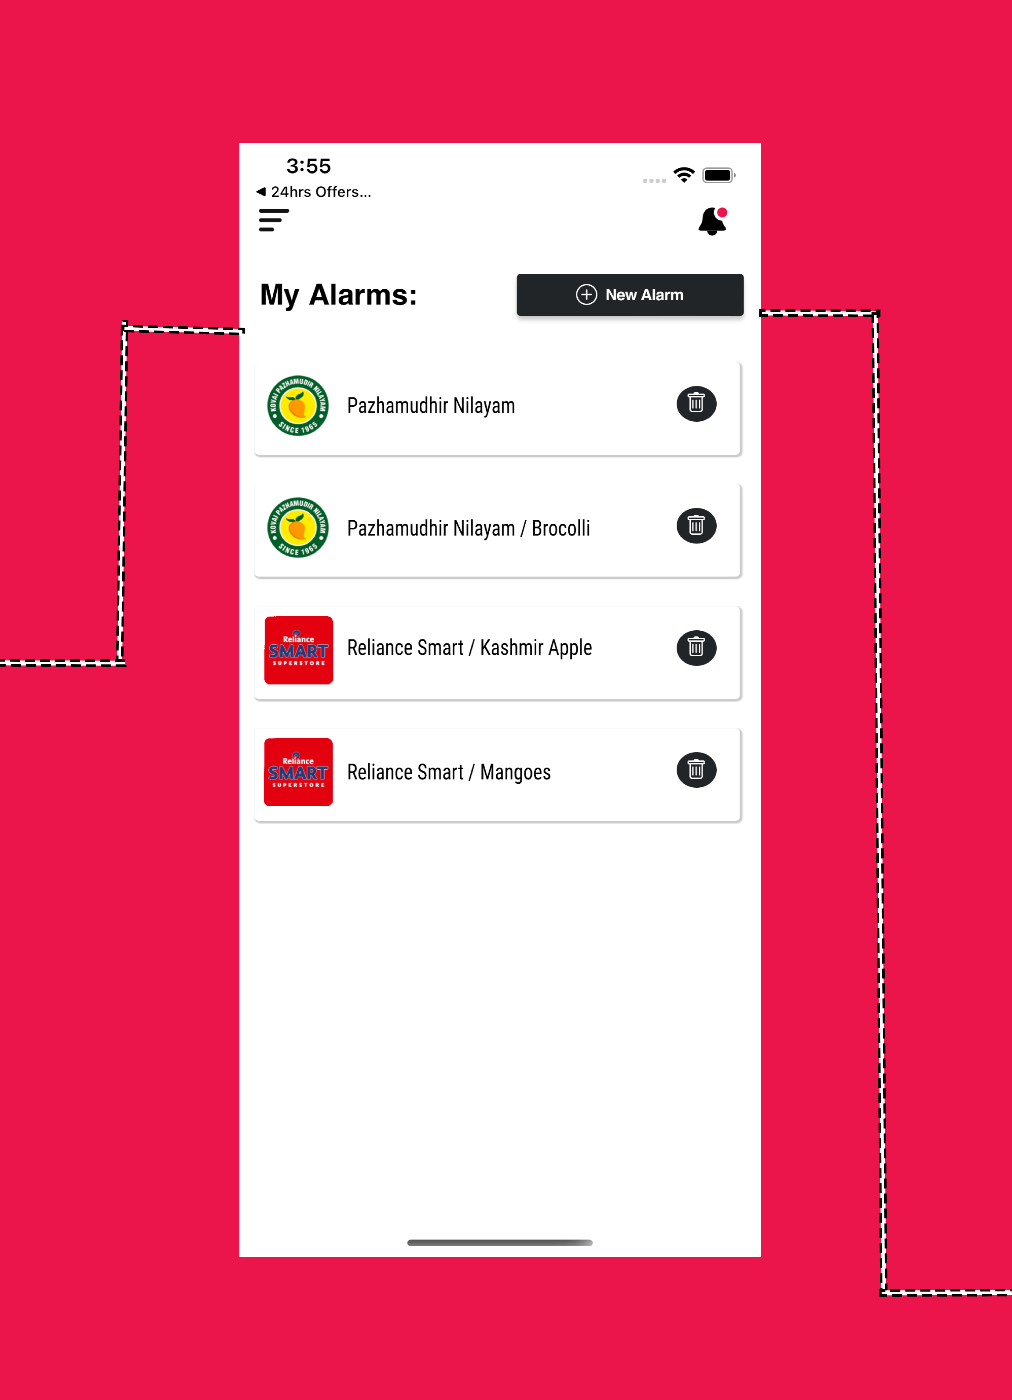 3:55
◀ 24hrs Offers...
My Alarms:
New Alarm
KOVAI PAZHAMUDIR NILAYAM
SINCE 1965
Pazhamudhir Nilayam
KOVAI PAZHAMUDIR NILAYAM
SINCE 1965
Pazhamudhir Nilayam / Brocolli
Reliance
SMART
SUPERSTORE
Reliance Smart / Kashmir Apple
Reliance
SMART
SUPERSTORE
Reliance Smart / Mangoes